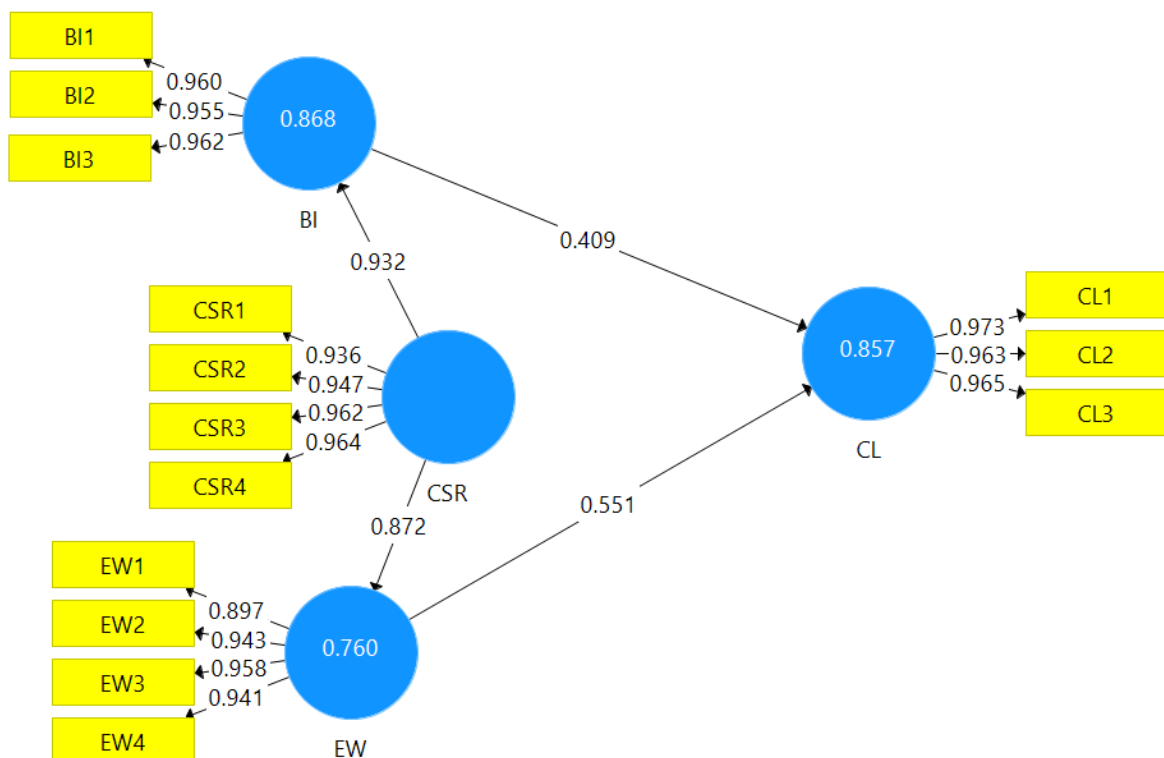 BI1
0.960
BI2
0.955
0.868
BI3
0.962
BI
0.409
0.932
CSR1
0.936
CSR2
0.947
CSR3
0.962
CSR4
0.964
CSR
CL1
0.973
0.857
0.963
CL2
0.965
CL3
CL
0.551
0.872
EW1
0.897
EW2
0.943
0.760
EW3
0.958
0.941
EW4
EW